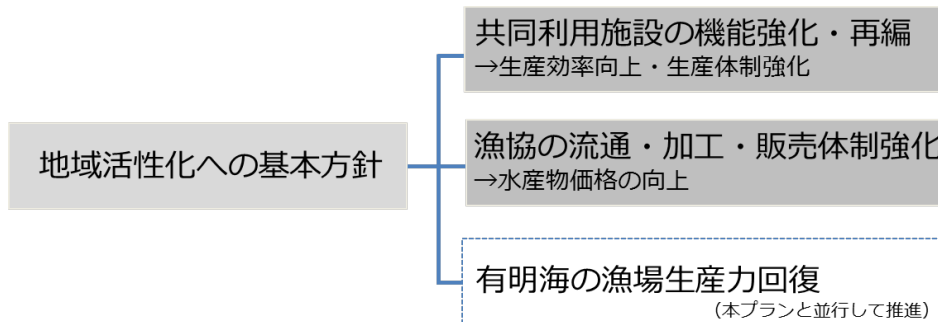 共同利用施設の機能強化・再編
→生産効率向上・生産体制強化
地域活性化への基本方針
漁協の流通・加工・販売体制強化
→水産物価格の向上
有明海の漁場生産力回復
(本プランと並行して推進)